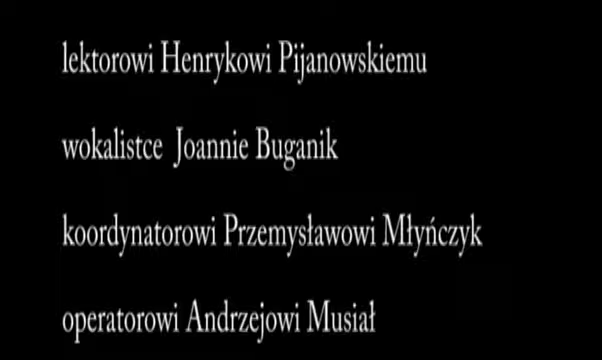 lektorowi Henrykowi Pijanowskiemu
wokalistce Joannie Buganik
koordynatorowi Przemysławowi Młyńczyk
operatorowi Andrzejowi Musiał